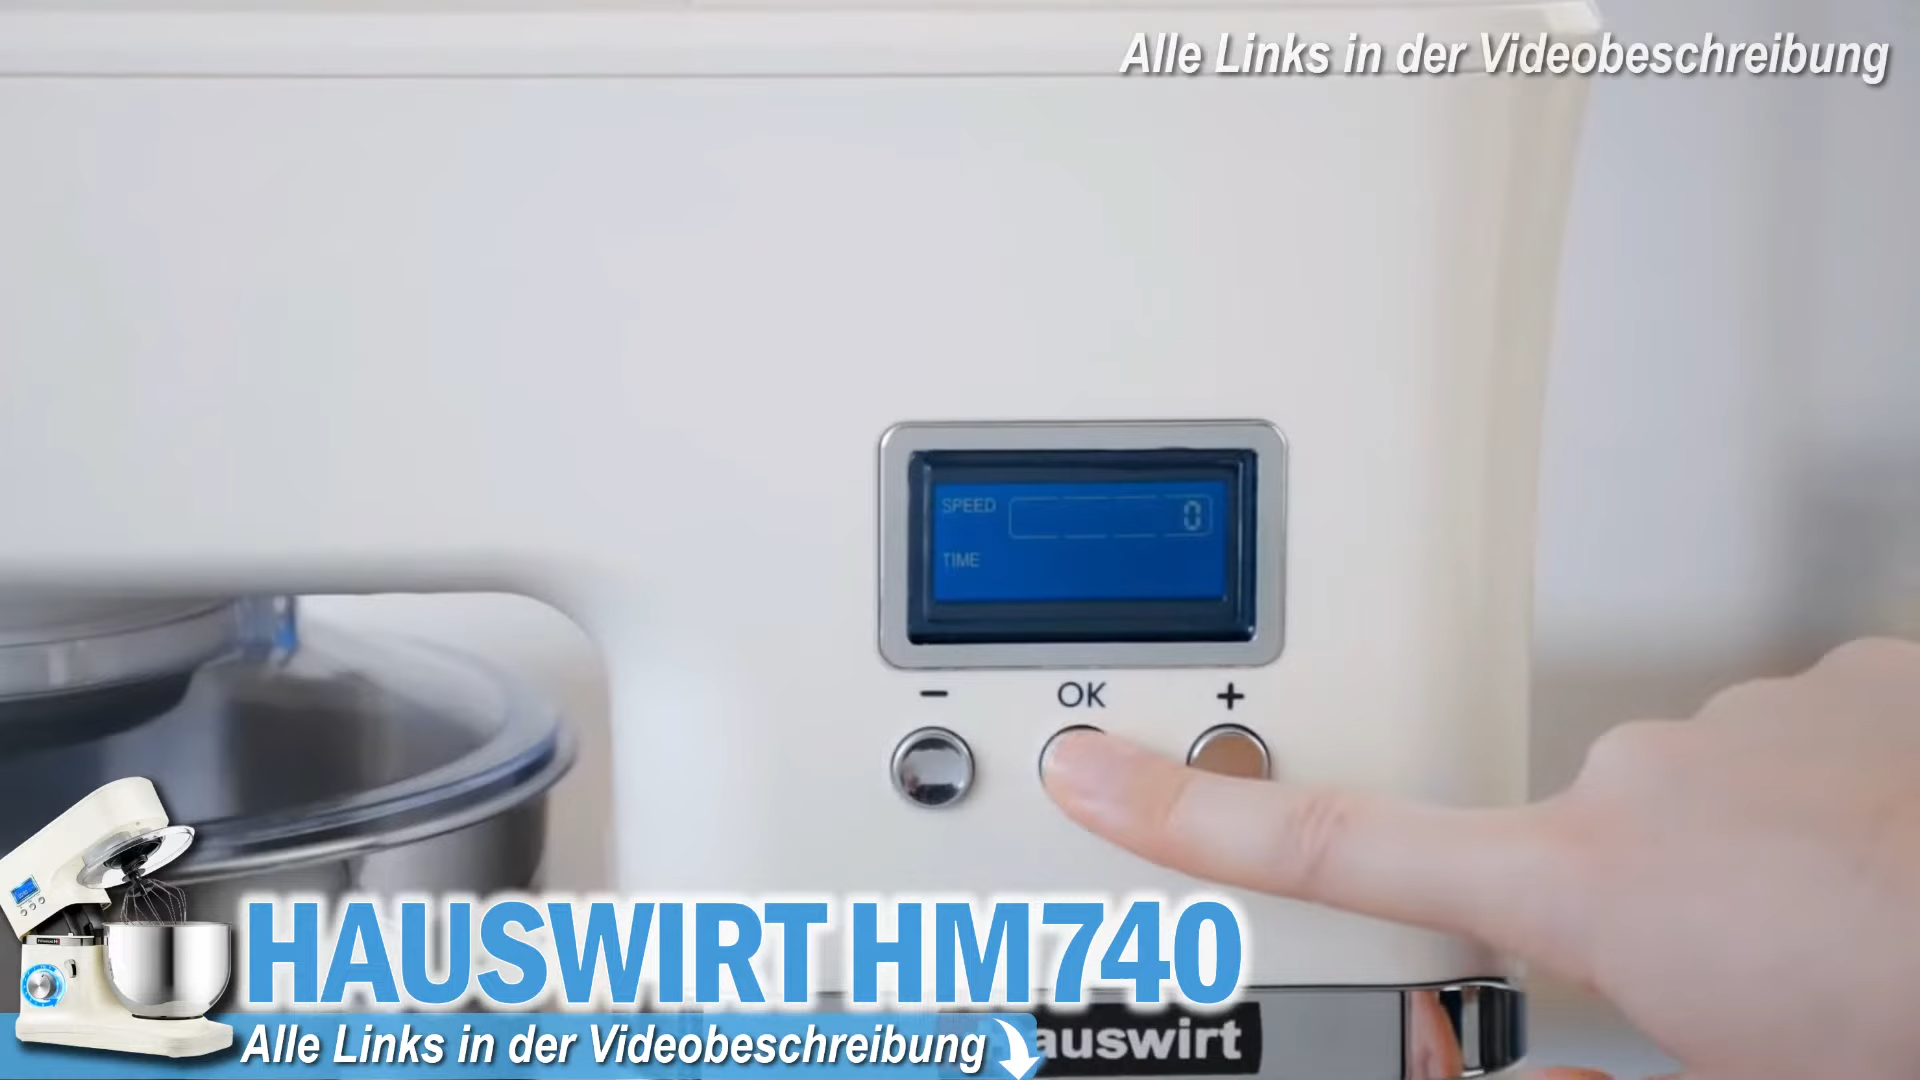 Alle Links in der Videobeschreibung
SPEED 0
TIME
- OK +
HAUSWIRT HM740
Alle Links in der Videobeschreibung
auswirt